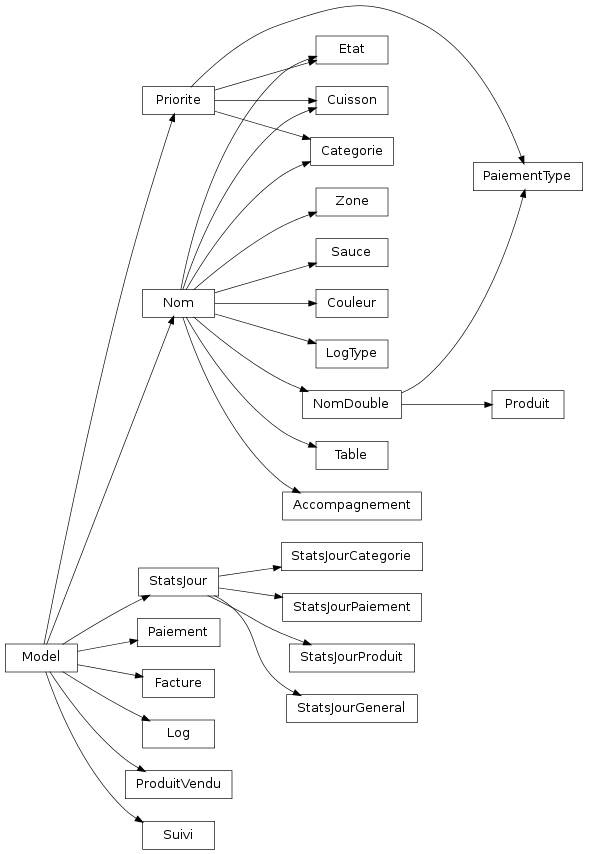 Etat
Priorite
Cuisson
Categorie
PaiementType
Zone
Sauce
Nom
Couleur
LogType
NomDouble
Produit
Table
Accompagnement
StatsJourCategorie
StatsJour
StatsJourPaiement
Paiement
Model
StatsJourProduit
Facture
StatsJourGeneral
Log
ProduitVendu
Suivi